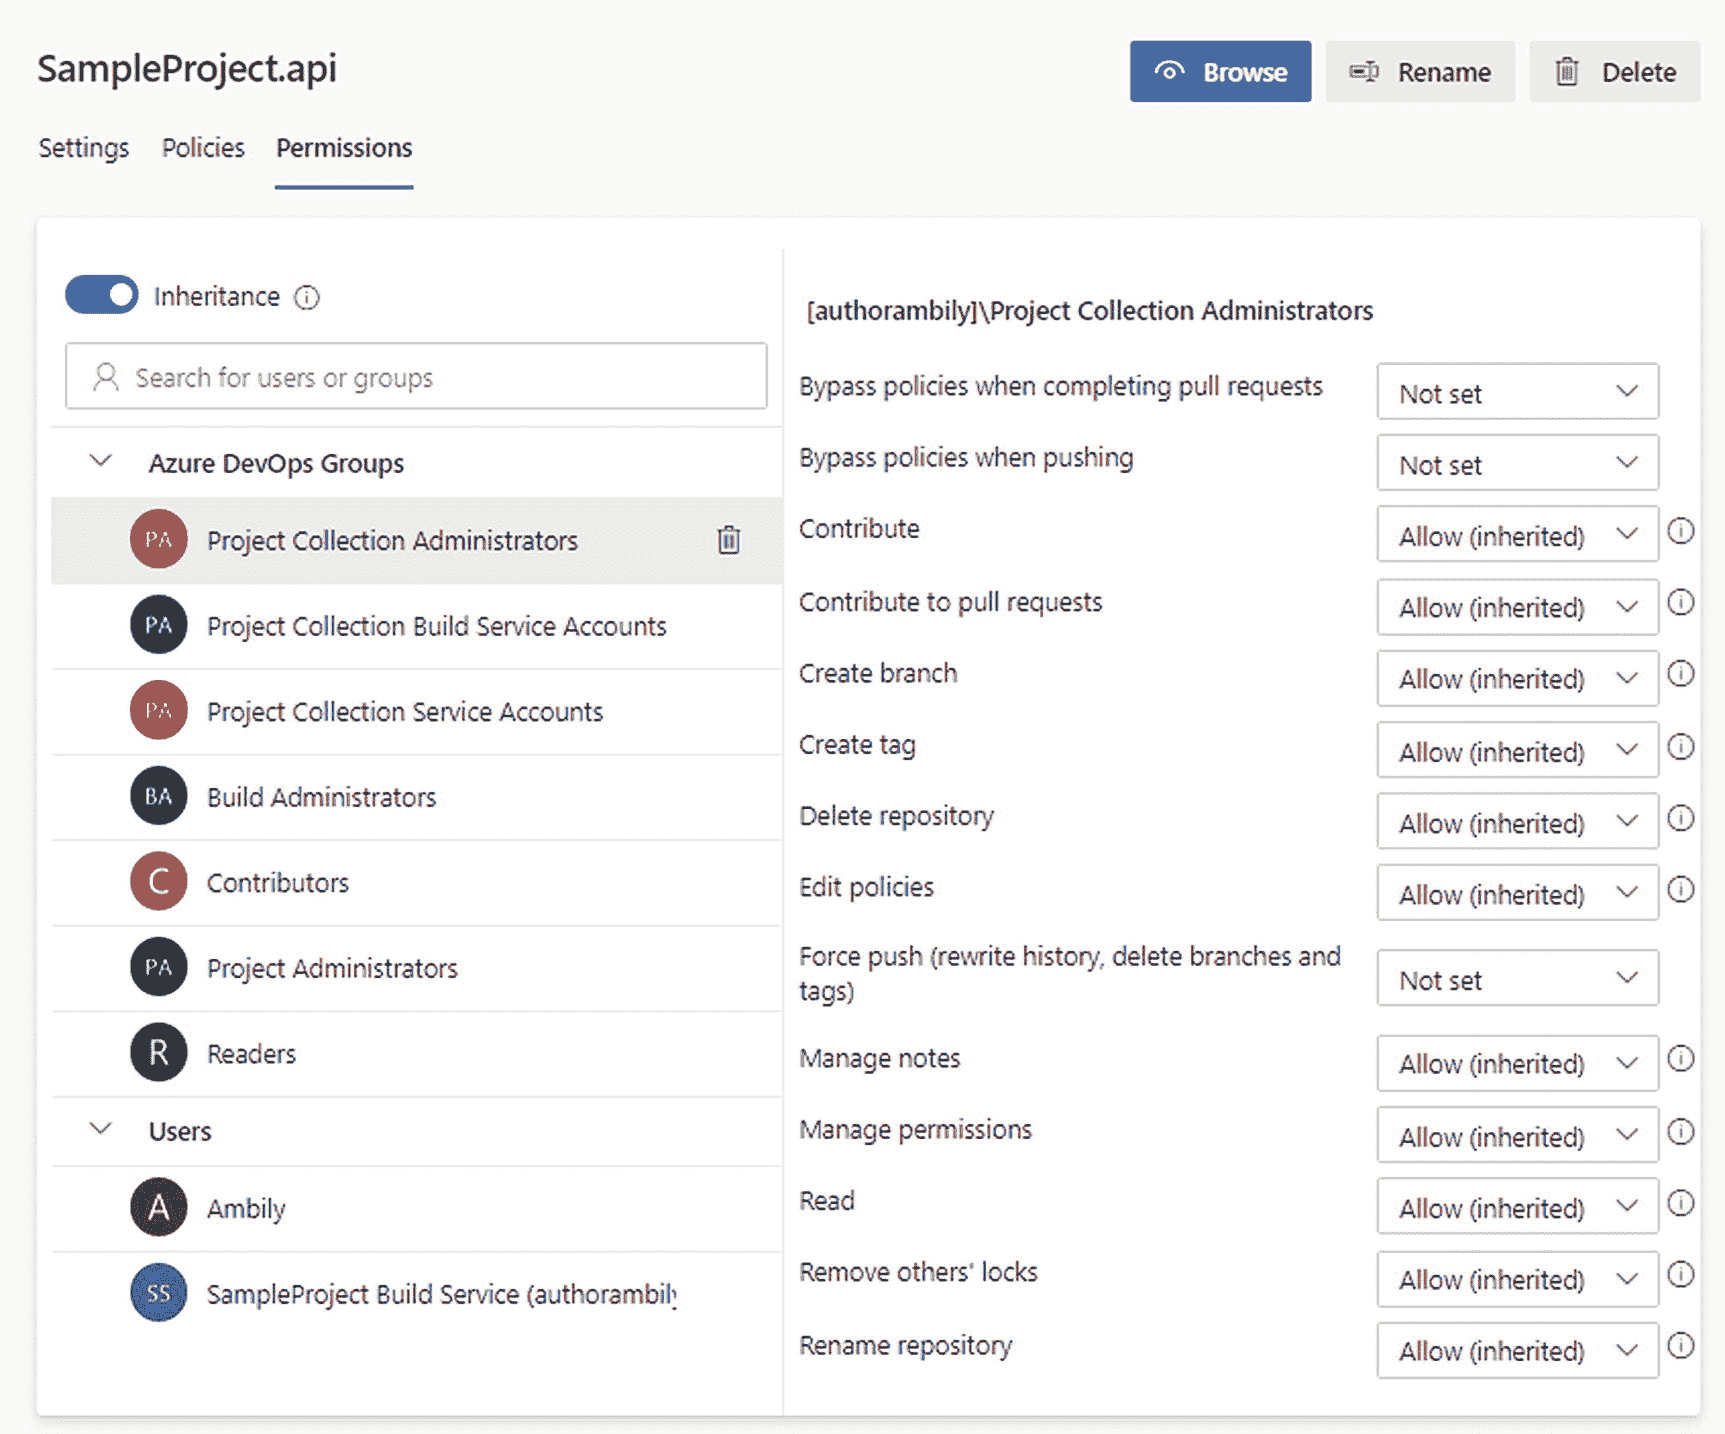 SampleProject.api
Browse
Rename
Delete
Settings Policies Permissions
Inheritance
Search for users or groups
Azure DevOps Groups
PA Project Collection Administrators
PA Project Collection Build Service Accounts
PA Project Collection Service Accounts
BA Build Administrators
C Contributors
PA Project Administrators
R Readers
Users
A Ambily
SS SampleProject Build Service (authorambily
[authorambily]\Project Collection Administrators
Bypass policies when completing pull requests Not set
Bypass policies when pushing Not set
Contribute Allow (inherited)
Contribute to pull requests Allow (inherited)
Create branch Allow (inherited)
Create tag Allow (inherited)
Delete repository Allow (inherited)
Edit policies Allow (inherited)
Force push (rewrite history, delete branches and
tags) Not set
Manage notes Allow (inherited)
Manage permissions Allow (inherited)
Read Allow (inherited)
Remove others' locks Allow (inherited)
Rename repository Allow (inherited)